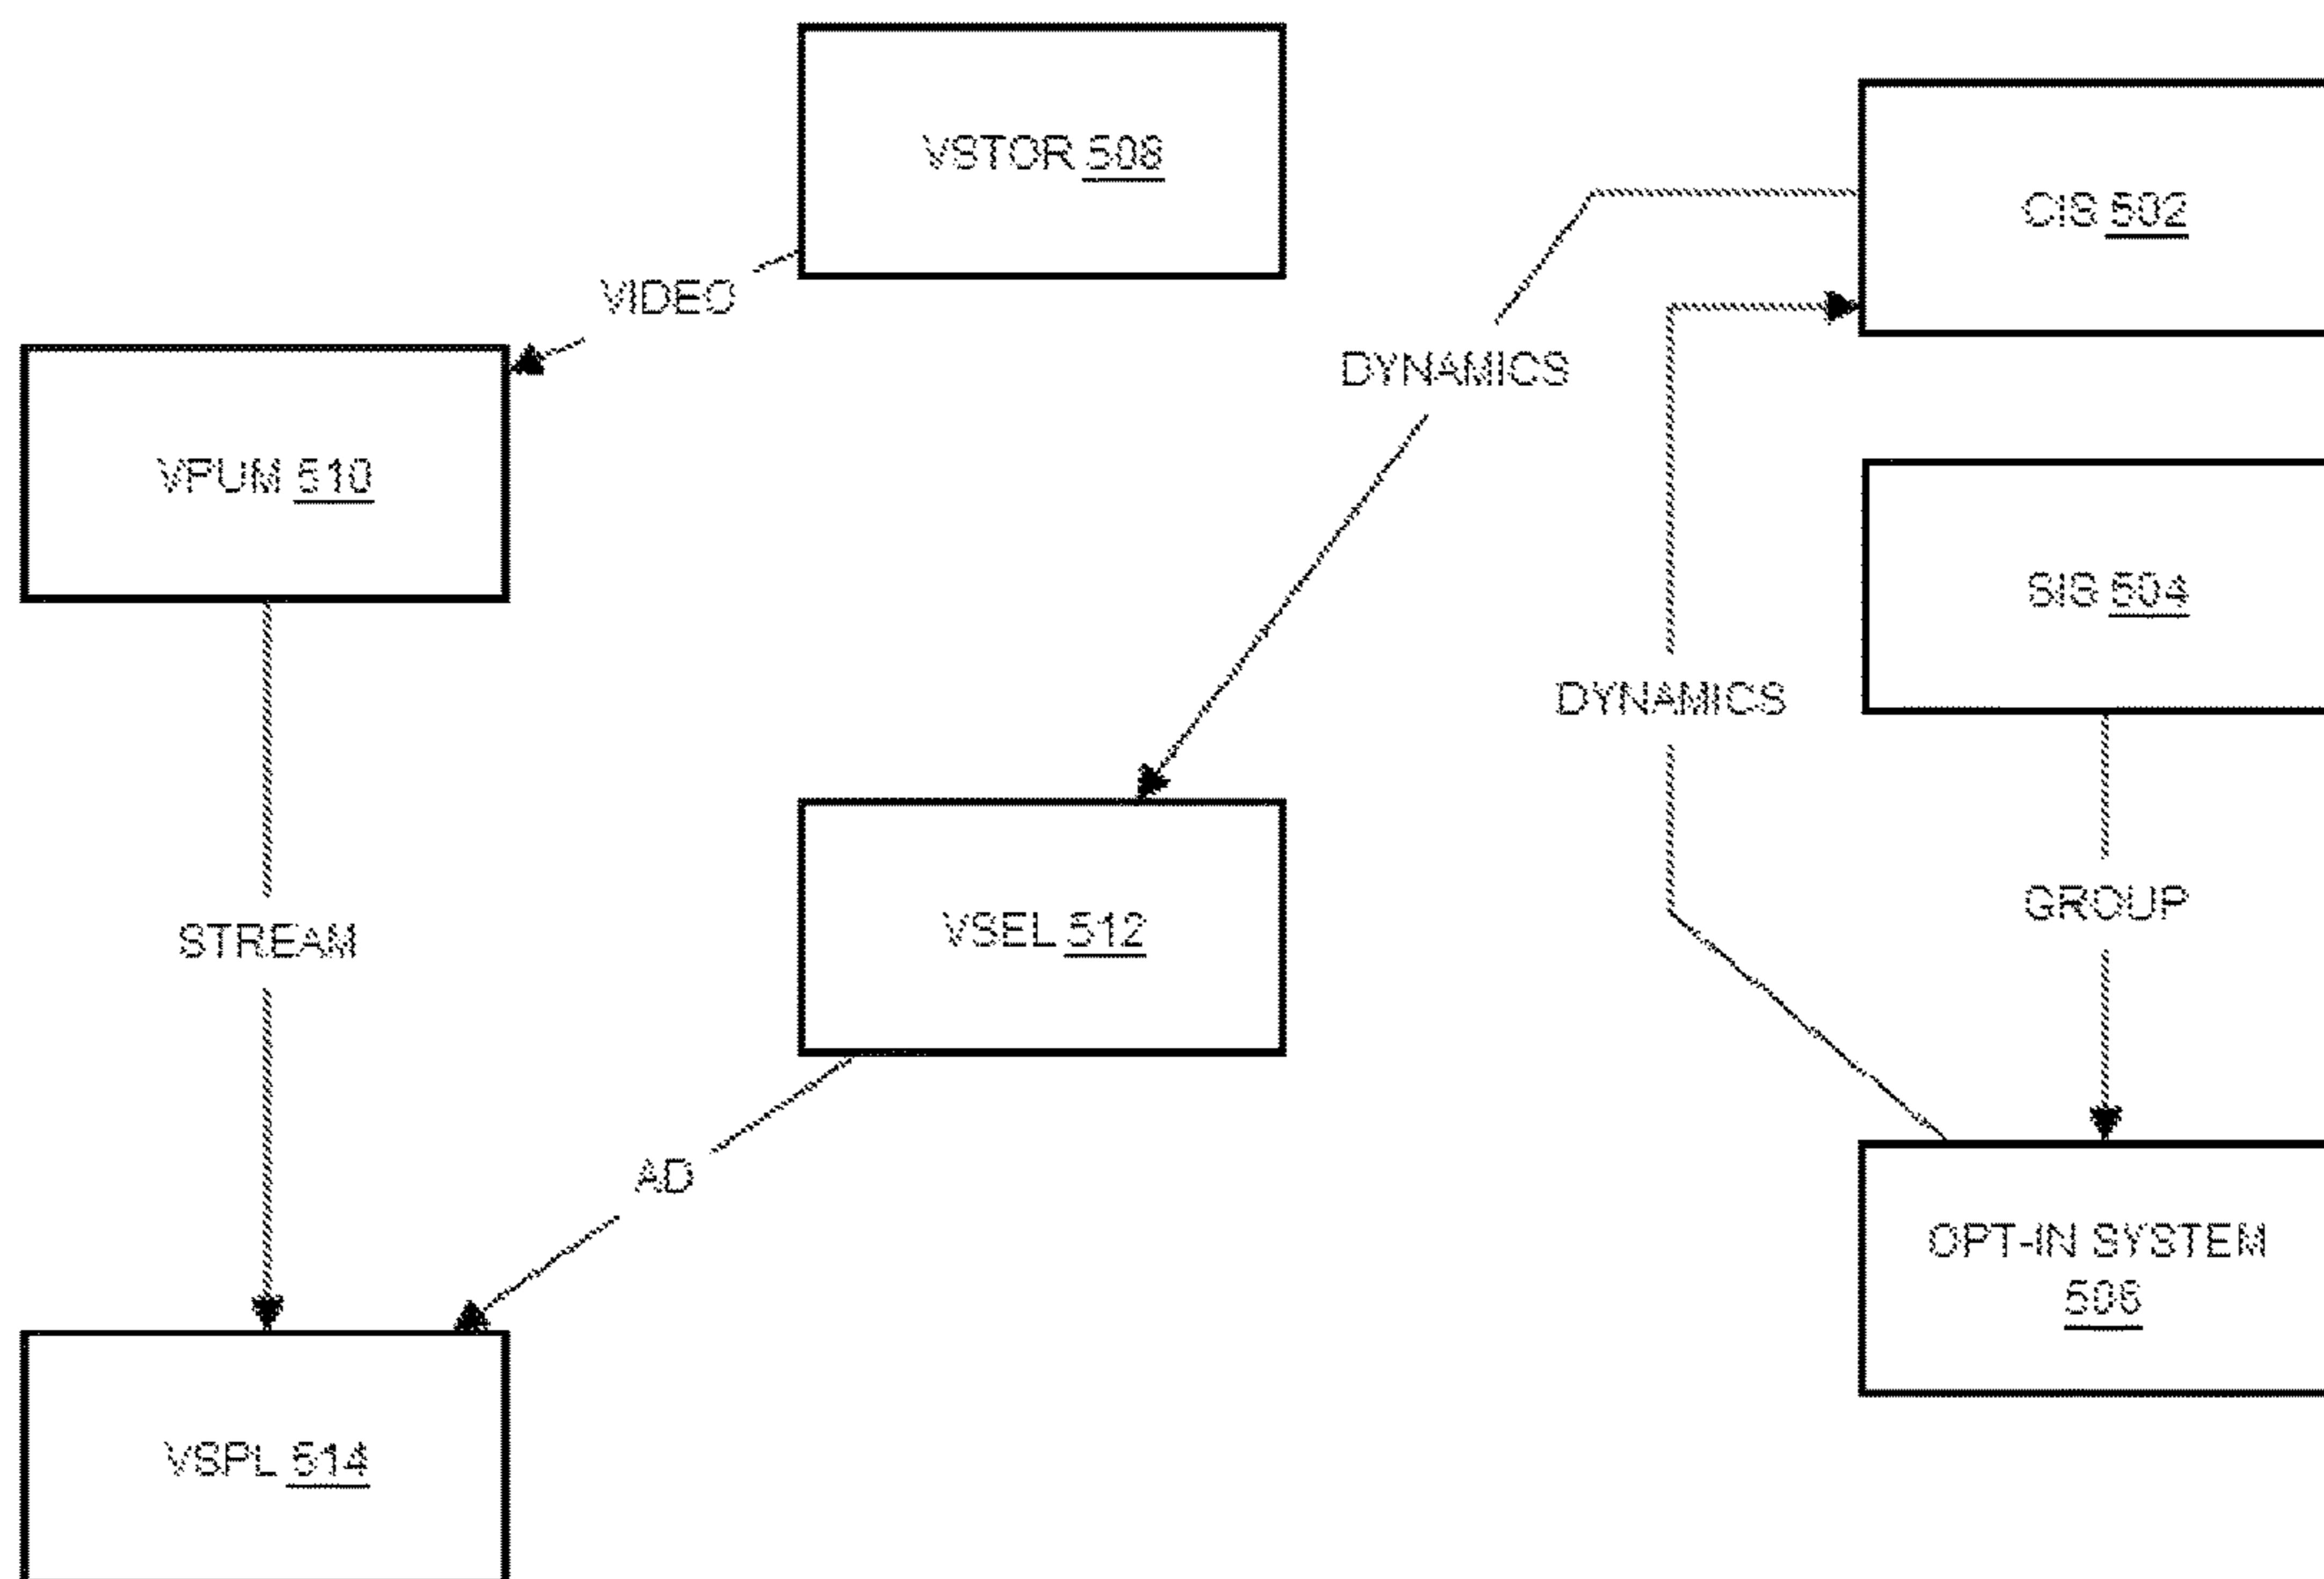 VSTOR 508
CIS 502
VIDEO
DYNAMICS
VPUM 510
SIS 504
DYNAMICS
GROUP
STREAM
VSEL 512
AD
OPT-IN SYSTEM
506
VSPL 514